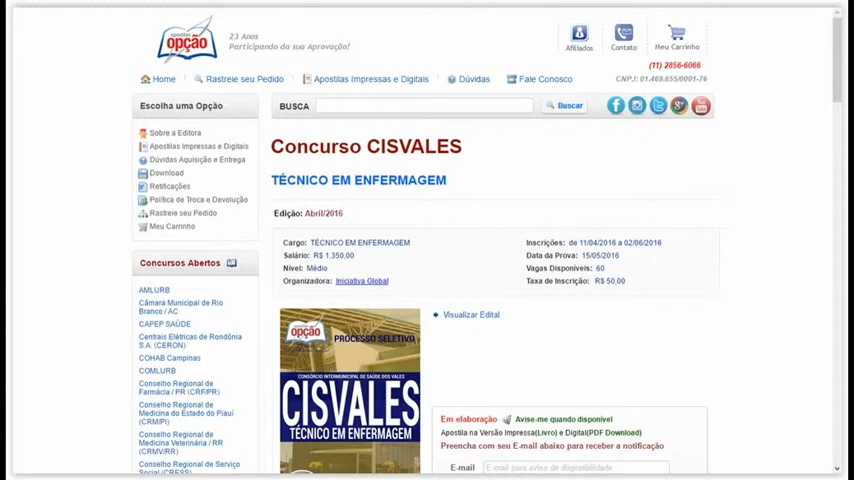 apostilas
opção
23 Anos
Participando da sua Aprovação!
Afiliados
Contato
Meu Carrinho
(11) 2856-6066
CNPJ: 01.469.655/0001-76
Home
Rastreie seu Pedido
Apostilas Impressas e Digitais
Dúvidas
Fale Conosco
Escolha uma Opção
BUSCA
Buscar
Sobre a Editora
Apostilas Impressas e Digitais
Dúvidas Aquisição e Entrega
Download
Retificações
Política de Troca e Devolução
Rastreie seu Pedido
Meu Carrinho
Concursos Abertos
AMLURB
Câmara Municipal de Rio
Branco / AC
CAPEP SAÚDE
Centrais Elétricas de Rondônia
S.A. (CERON)
COHAB Campinas
COMLURB
Conselho Regional de
Farmácia / PR (CRF/PR)
Conselho Regional de
Medicina do Estado do Piauí
(CRM/PI)
Conselho Regional de
Medicina Veterinária / RR
(CRMV/RR)
Conselho Regional de Serviço
Social (CRESS)
Concurso CISVALES
TÉCNICO EM ENFERMAGEM
Edição: Abril/2016
Cargo: TÉCNICO EM ENFERMAGEM
Salário: R$ 1.350,00
Nível: Médio
Organizadora: Iniciativa Global
Inscrições: de 11/04/2016 a 02/06/2016
Data da Prova: 15/05/2016
Vagas Disponíveis: 60
Taxa de Inscrição: R$ 50,00
apostilas
opção
PROCESSO SELETIVO
CONSÓRCIO INTERMUNICIPAL DE SAÚDE DOS VALES
CISVALES
TÉCNICO EM ENFERMAGEM
Visualizar Edital
Em elaboração Avise-me quando disponível
Apostila na Versão Impressa(Livro) e Digital(PDF Download)
Preencha com seu E-mail abaixo para receber a notificação
E-mail
E-mail para aviso de disponibilidade